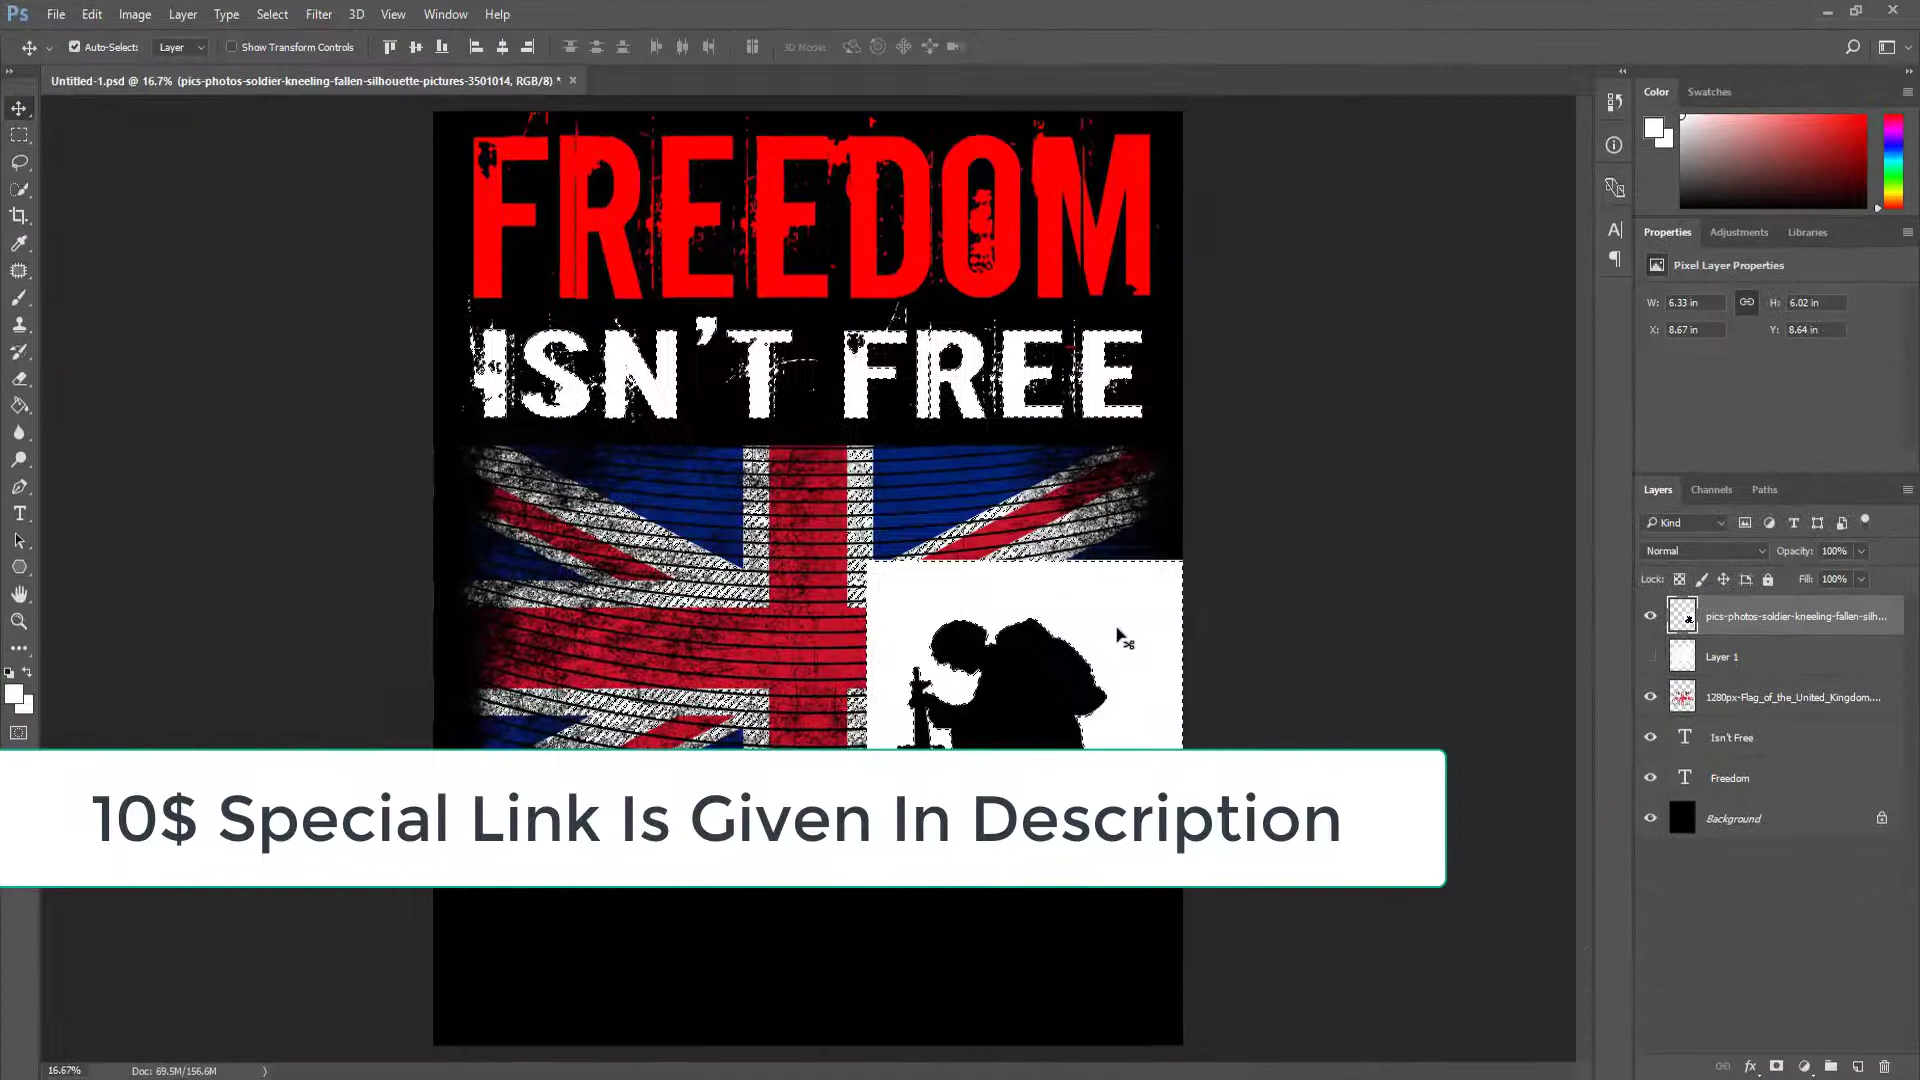 Ps File Edit Image Layer Type Select Filter 3D View Window Help
Auto-Select: Layer Show Transform Controls 3D Mode:
Untitled-1.psd @ 16.7% (pics-photos-soldier-kneeling-fallen-silhouette-pictures-3501014, RGB/8) *
Color Swatches
FREEDOM
ISN'T FREE
Properties Adjustments Libraries
Pixel Layer Properties
W: 6.33 in H: 6.02 in
X: 8.67 in Y: 8.64 in
Layers Channels Paths
Kind
Normal Opacity: 100%
Lock: Fill: 100%
pics-photos-soldier-kneeling-fallen-silh...
Layer 1
1280px-Flag_of_the_United_Kingdom....
Isn't Free
Freedom
Background
10$ Special Link Is Given In Description
16.67% Doc: 69.5M/156.6M